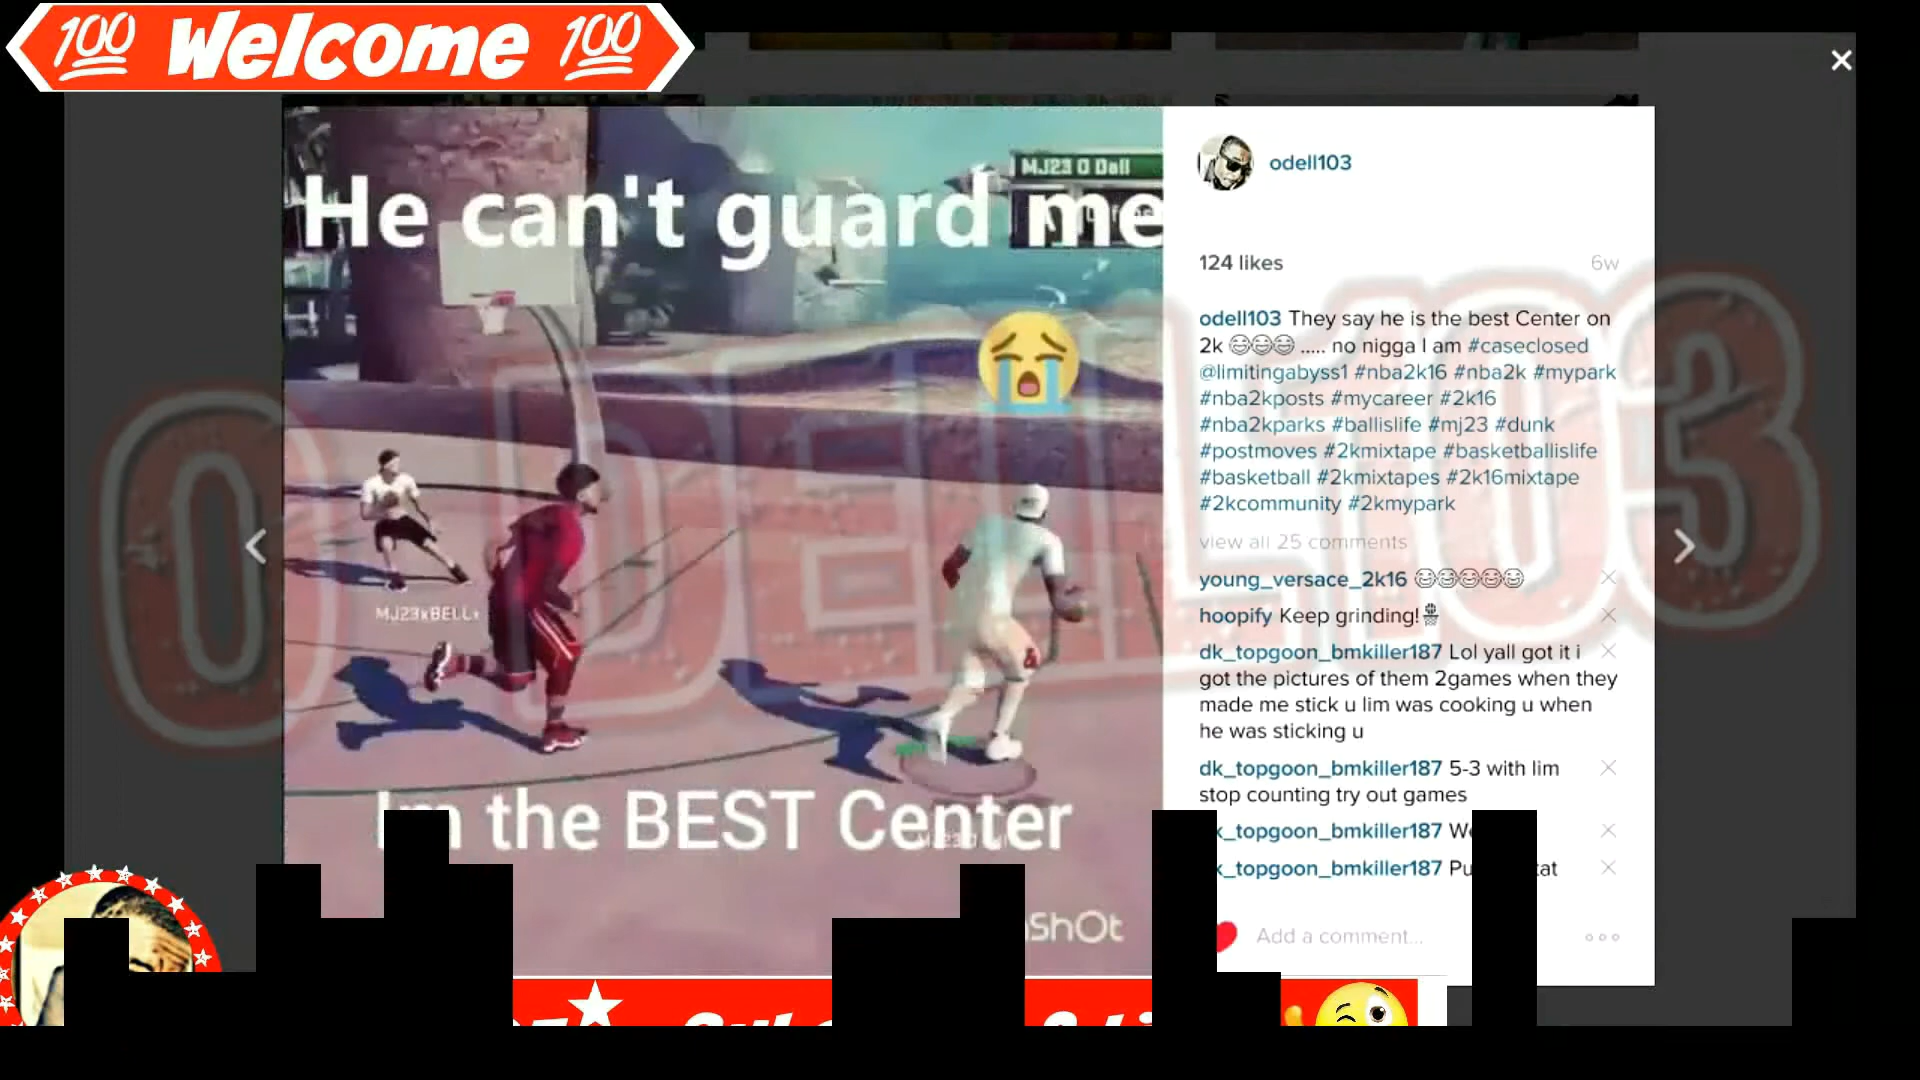 💯 Welcome 💯
He can't guard me
MJ23 O Dell
MJ23xBELLx
the BEST Center
ShOt
ODELL103
odell103
124 likes
6w
odell103 They say he is the best Center on
2k 😂😂😂 ..... no nigga I am #caseclosed
@limitingabyss1 #nba2k16 #nba2k #mypark
#nba2kposts #mycareer #2k16
#nba2kparks #ballislife #mj23 #dunk
#postmoves #2kmixtape #basketballislife
#basketball #2kmixtapes #2k16mixtape
#2kcommunity #2kmypark
view all 25 comments
young_versace_2k16 😂😂😂😂😂
hoopify Keep grinding!
dk_topgoon_bmkiller187 Lol yall got it i
got the pictures of them 2games when they
made me stick u lim was cooking u when
he was sticking u
dk_topgoon_bmkiller187 5-3 with lim
stop counting try out games
k_topgoon_bmkiller187
k_topgoon_bmkiller187
Add a comment...